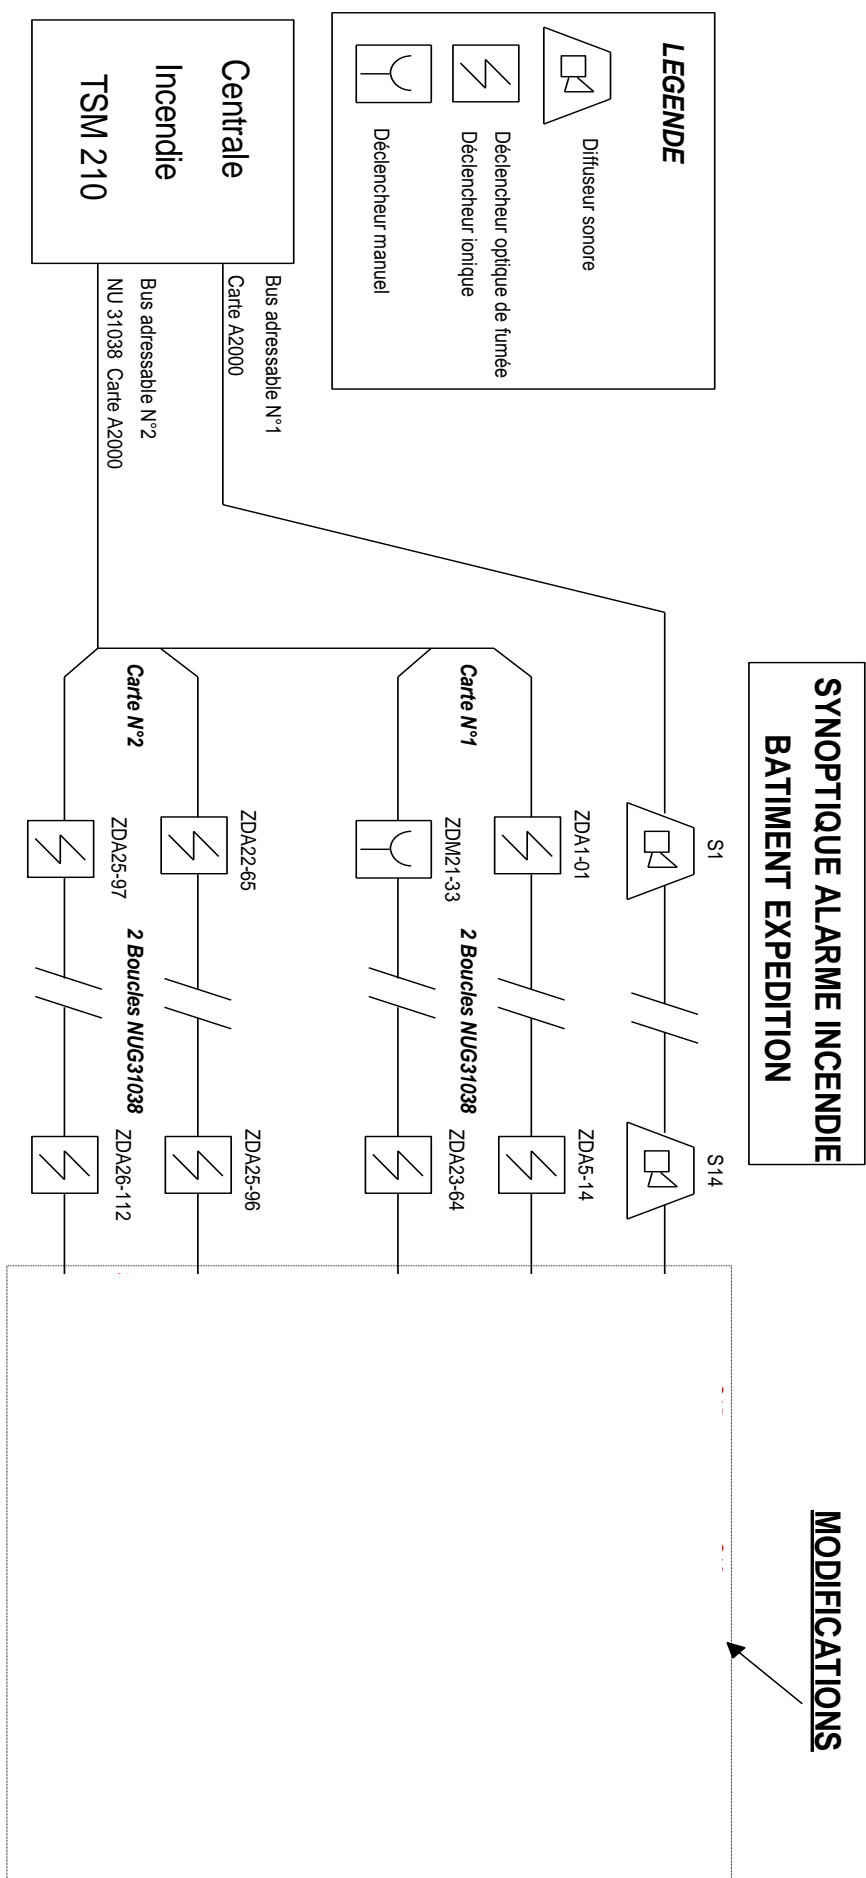 SYNOPTIQUE ALARME INCENDIE
BATIMENT EXPEDITION
MODIFICATIONS
LEGENDE
Diffuseur sonore
Déclencheur optique de fumée
Déclencheur ionique
Déclencheur manuel
Centrale
Incendie
TSM 210
Bus adressable N°1
Carte A2000
Bus adressable N°2
NU 31038 Carte A2000
S1
S14
ZDA1-01
ZDA5-14
Carte N°1
2 Boucles NUG31038
ZDM21-33
ZDA23-64
ZDA22-65
ZDA25-96
Carte N°2
2 Boucles NUG31038
ZDA25-97
ZDA26-112